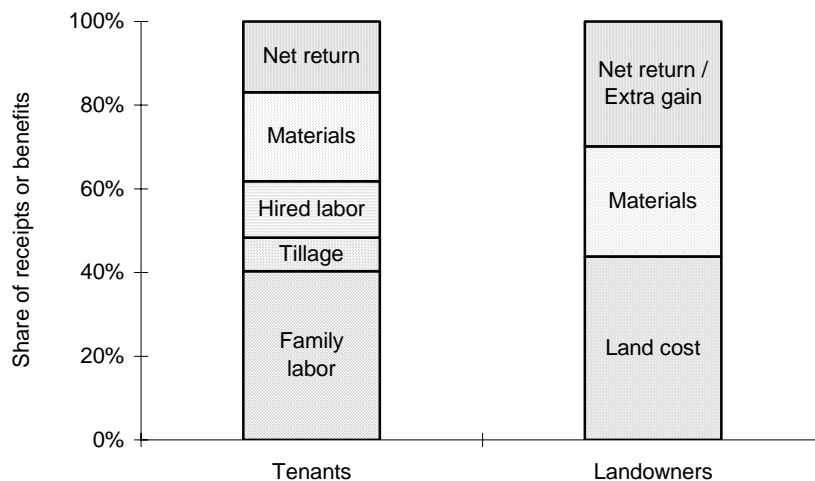 Share of receipts or benefits
100%
80%
60%
40%
20%
0%
Net return
Materials
Hired labor
Tillage
Family
labor
Net return /
Extra gain
Materials
Land cost
Tenants
Landowners